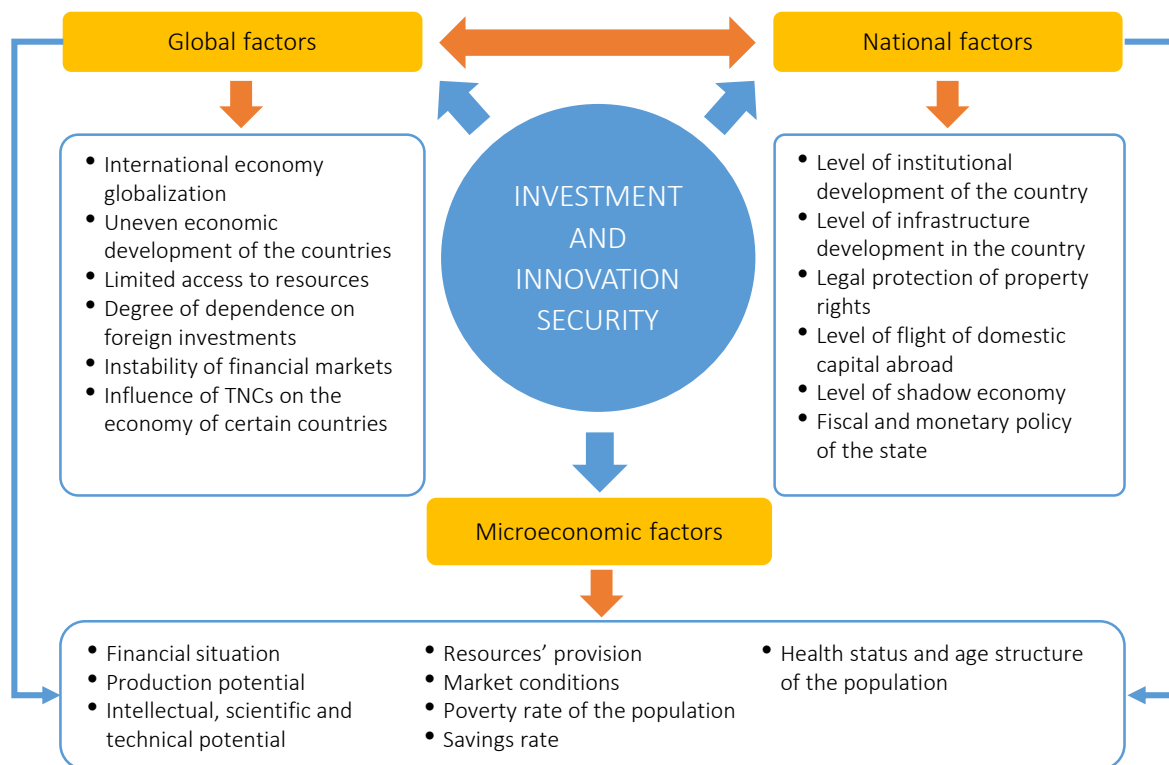 Global factors
National factors
• International economy
globalization
• Uneven economic
development of the countries
• Limited access to resources
• Degree of dependence on
foreign investments
• Instability of financial markets
• Influence of TNCs on the
economy of certain countries
INVESTMENT
AND
INNOVATION
SECURITY
• Level of institutional
development of the country
• Level of infrastructure
development in the country
• Legal protection of property
rights
• Level of flight of domestic
capital abroad
• Level of shadow economy
• Fiscal and monetary policy
of the state
Microeconomic factors
• Financial situation
• Production potential
• Intellectual, scientific and
technical potential
• Resources’ provision
• Market conditions
• Poverty rate of the population
• Savings rate
• Health status and age structure
of the population